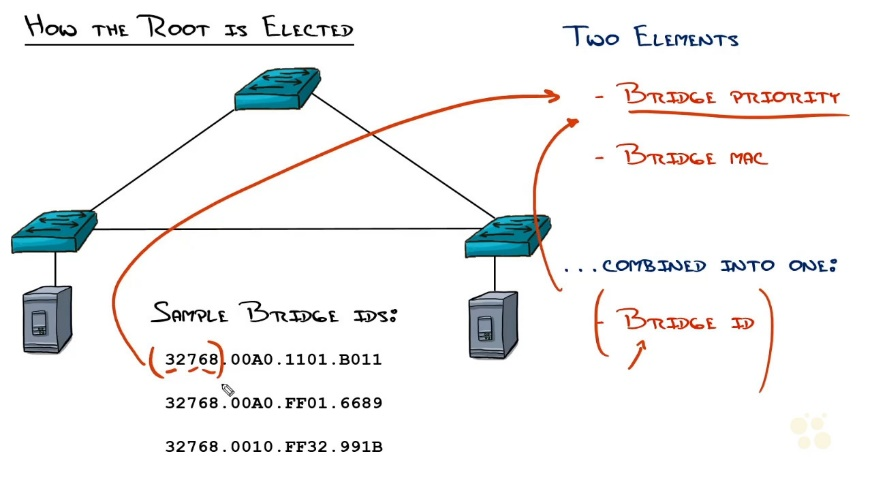 How the Root is Elected
Two Elements
- Bridge priority
- Bridge mac
...combined into one:
- Bridge ID
Sample Bridge ids:
32768.00A0.1101.B011
32768.00A0.FF01.6689
32768.0010.FF32.991B